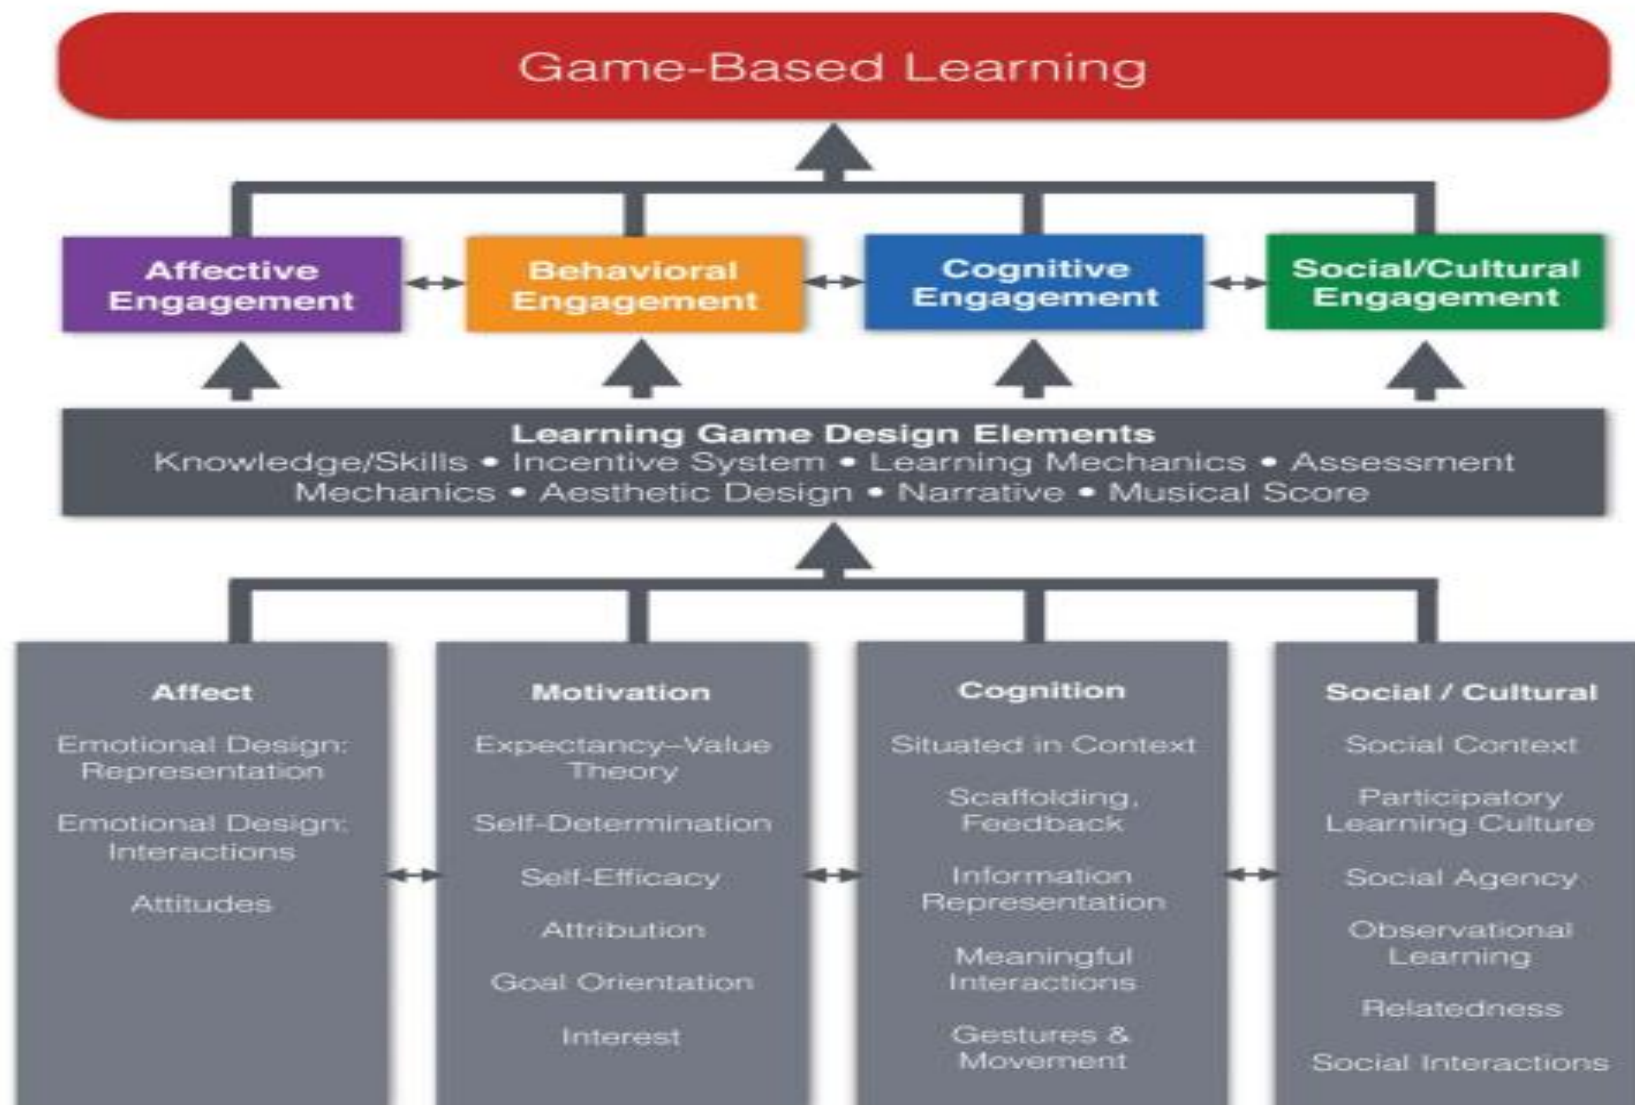 Game-Based Learning
Affective
Engagement
Behavioral
Engagement
Cognitive
Engagement
Social/Cultural
Engagement
Learning Game Design Elements
Knowledge/Skills • Incentive System • Learning Mechanics • Assessment
Mechanics • Aesthetic Design • Narrative • Musical Score
Affect
Emotional Design:
Representation
Emotional Design:
Interactions
Attitudes
Motivation
Expectancy–Value
Theory
Self-Determination
Self-Efficacy
Attribution
Goal Orientation
Interest
Cognition
Situated in Context
Scaffolding,
Feedback
Information
Representation
Meaningful
Interactions
Gestures &
Movement
Social / Cultural
Social Context
Participatory
Learning Culture
Social Agency
Observational
Learning
Relatedness
Social Interactions